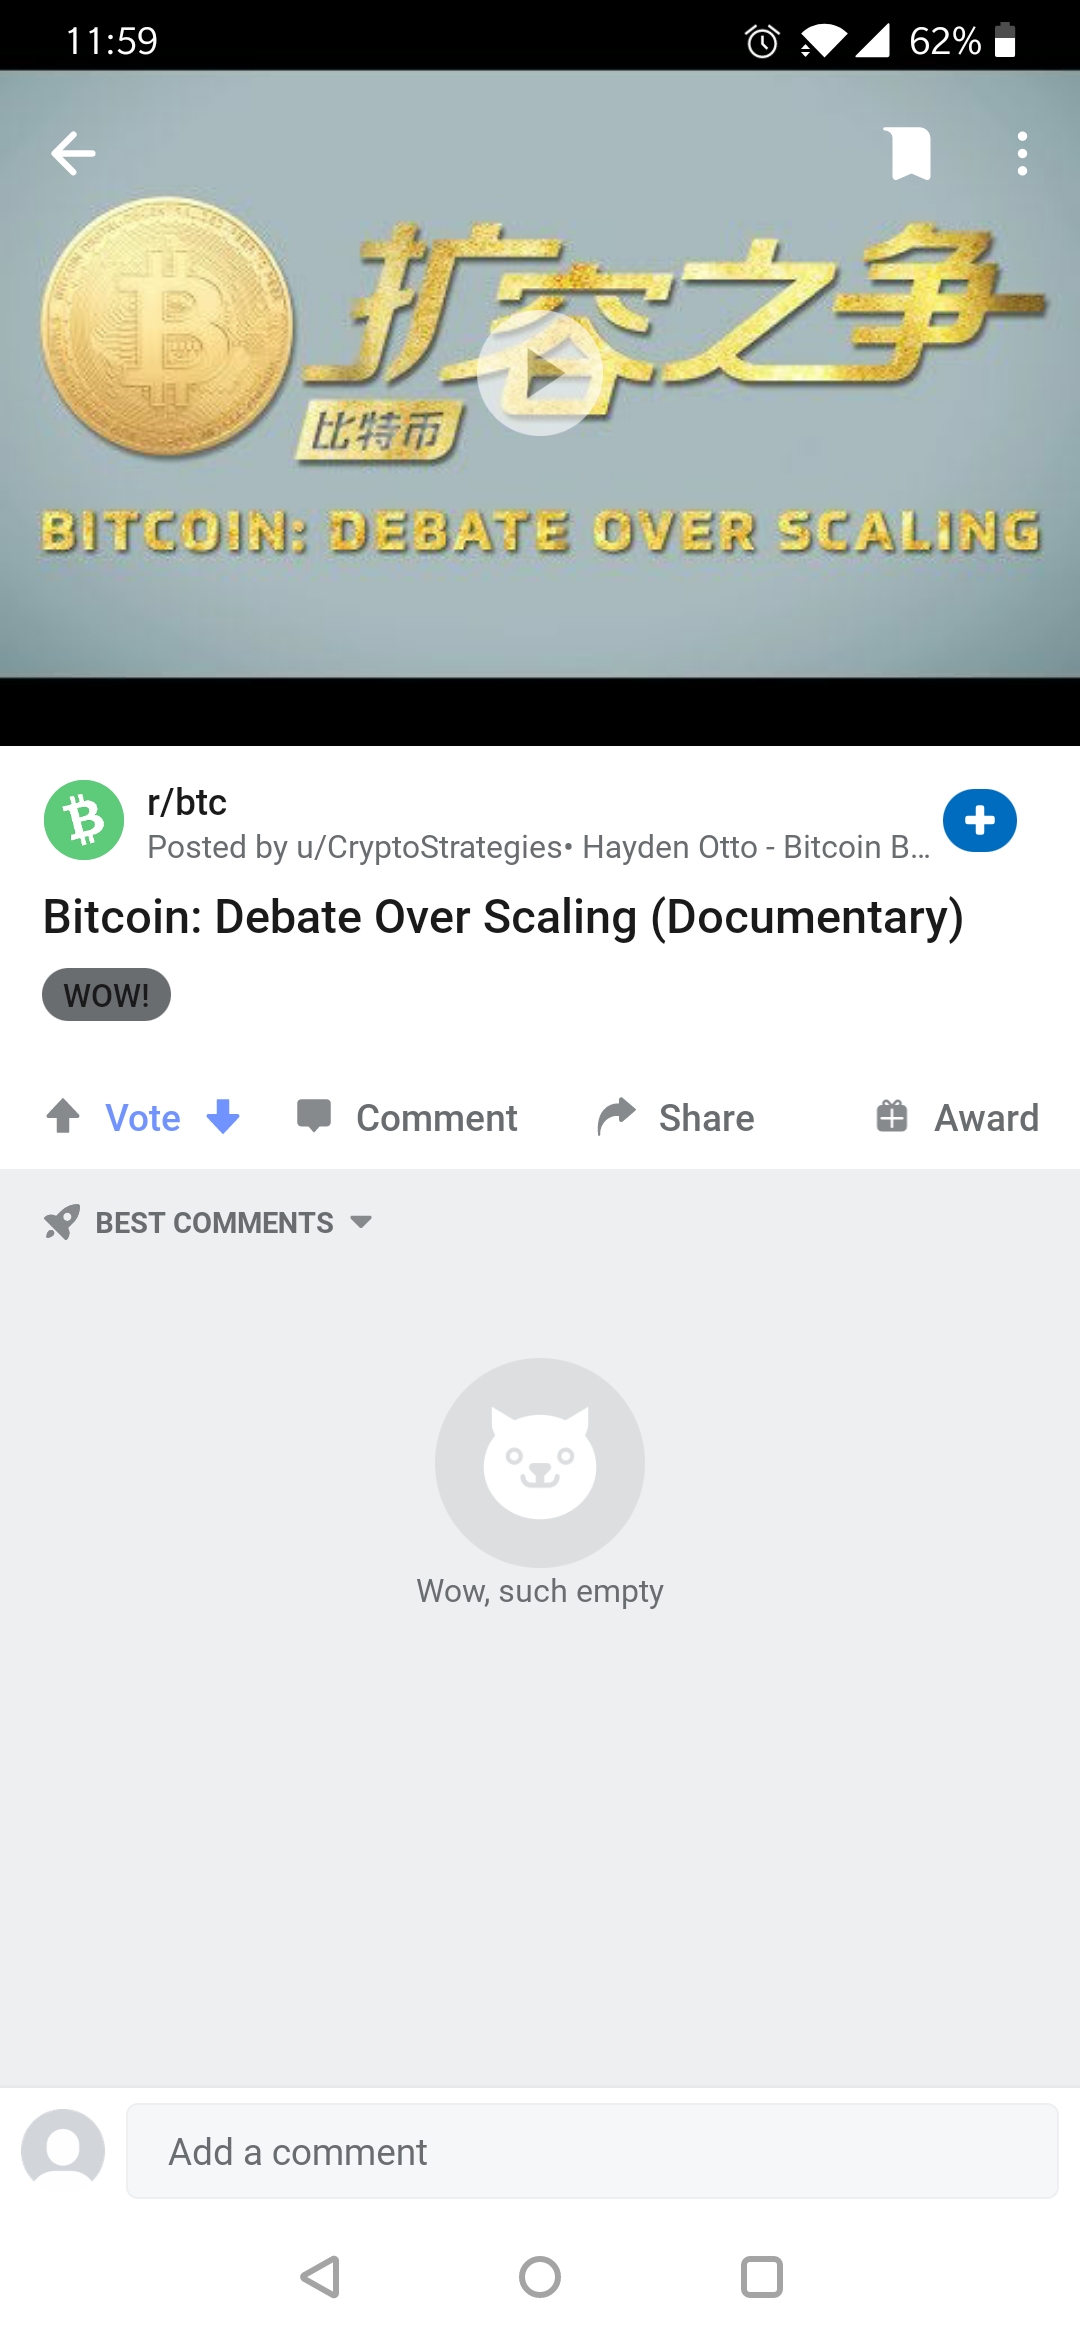 11:59
62%
扩容之争
比特币
BITCOIN: DEBATE OVER SCALING
r/btc
Posted by u/CryptoStrategies• Hayden Otto - Bitcoin B...
Bitcoin: Debate Over Scaling (Documentary)
WOW!
Vote
Comment
Share
Award
BEST COMMENTS
Wow, such empty
Add a comment